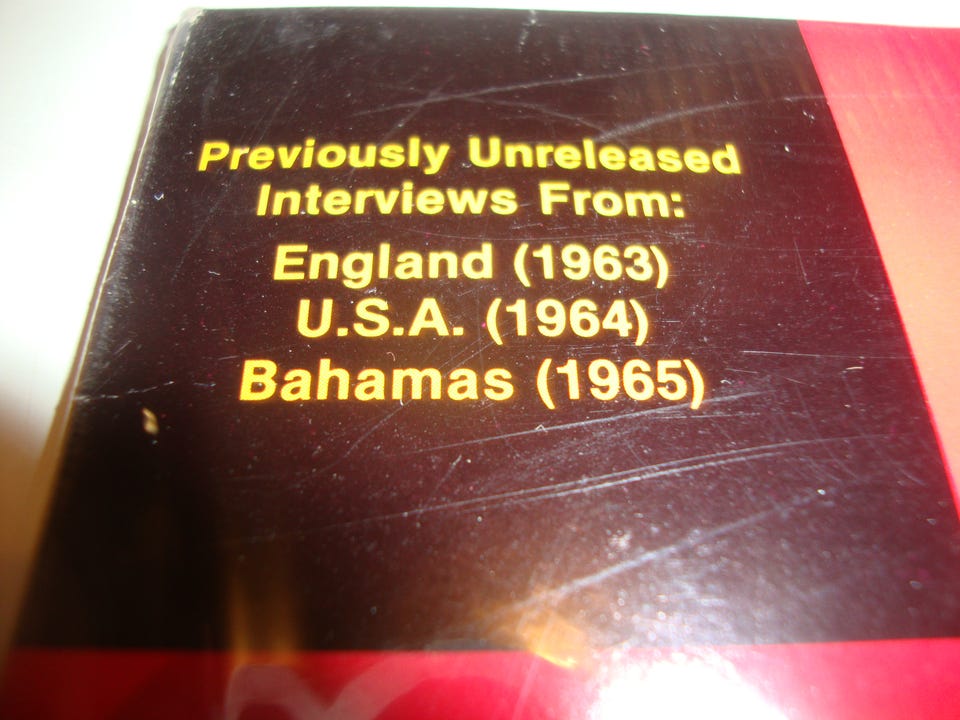 Previously Unreleased
Interviews From:
England (1963)
U.S.A. (1964)
Bahamas (1965)